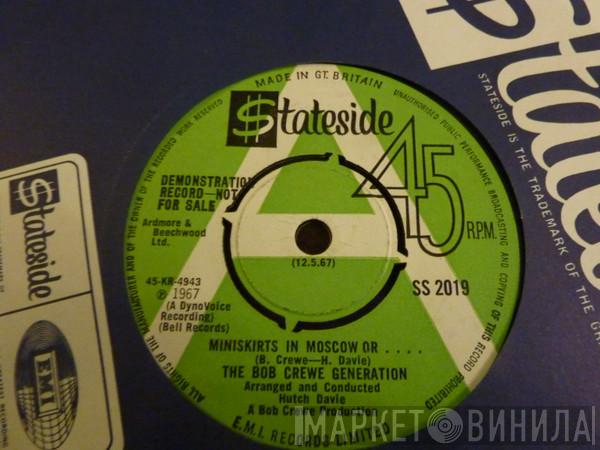 MADE IN GT. BRITAIN
UNAUTHORISED PUBLIC PERFORMANCE BROADCASTING AND COPYING OF THIS RECORD PROHIBITED
ALL RIGHTS OF THE MANUFACTURER AND OF THE OWNER OF THE RECORDED WORK RESERVED
$tateside
45 R.P.M.
DEMONSTRATION
RECORD—NOT
FOR SALE
Ardmore &
Beechwood
Ltd.
A
(12.5.67)
45-KR-4943
℗ 1967
(A DynoVoice
Recording)
(Bell Records)
SS 2019
MINISKIRTS IN MOSCOW OR . . . .
(B. Crewe—H. Davie)
THE BOB CREWE GENERATION
Arranged and Conducted
Hutch Davie
A Bob Crewe Production
E.M.I. RECORDS LIMITED
$tateside
EMI
STATESIDE IS THE TRADEMARK OF THE
МАРКЕТ ВИНИЛА